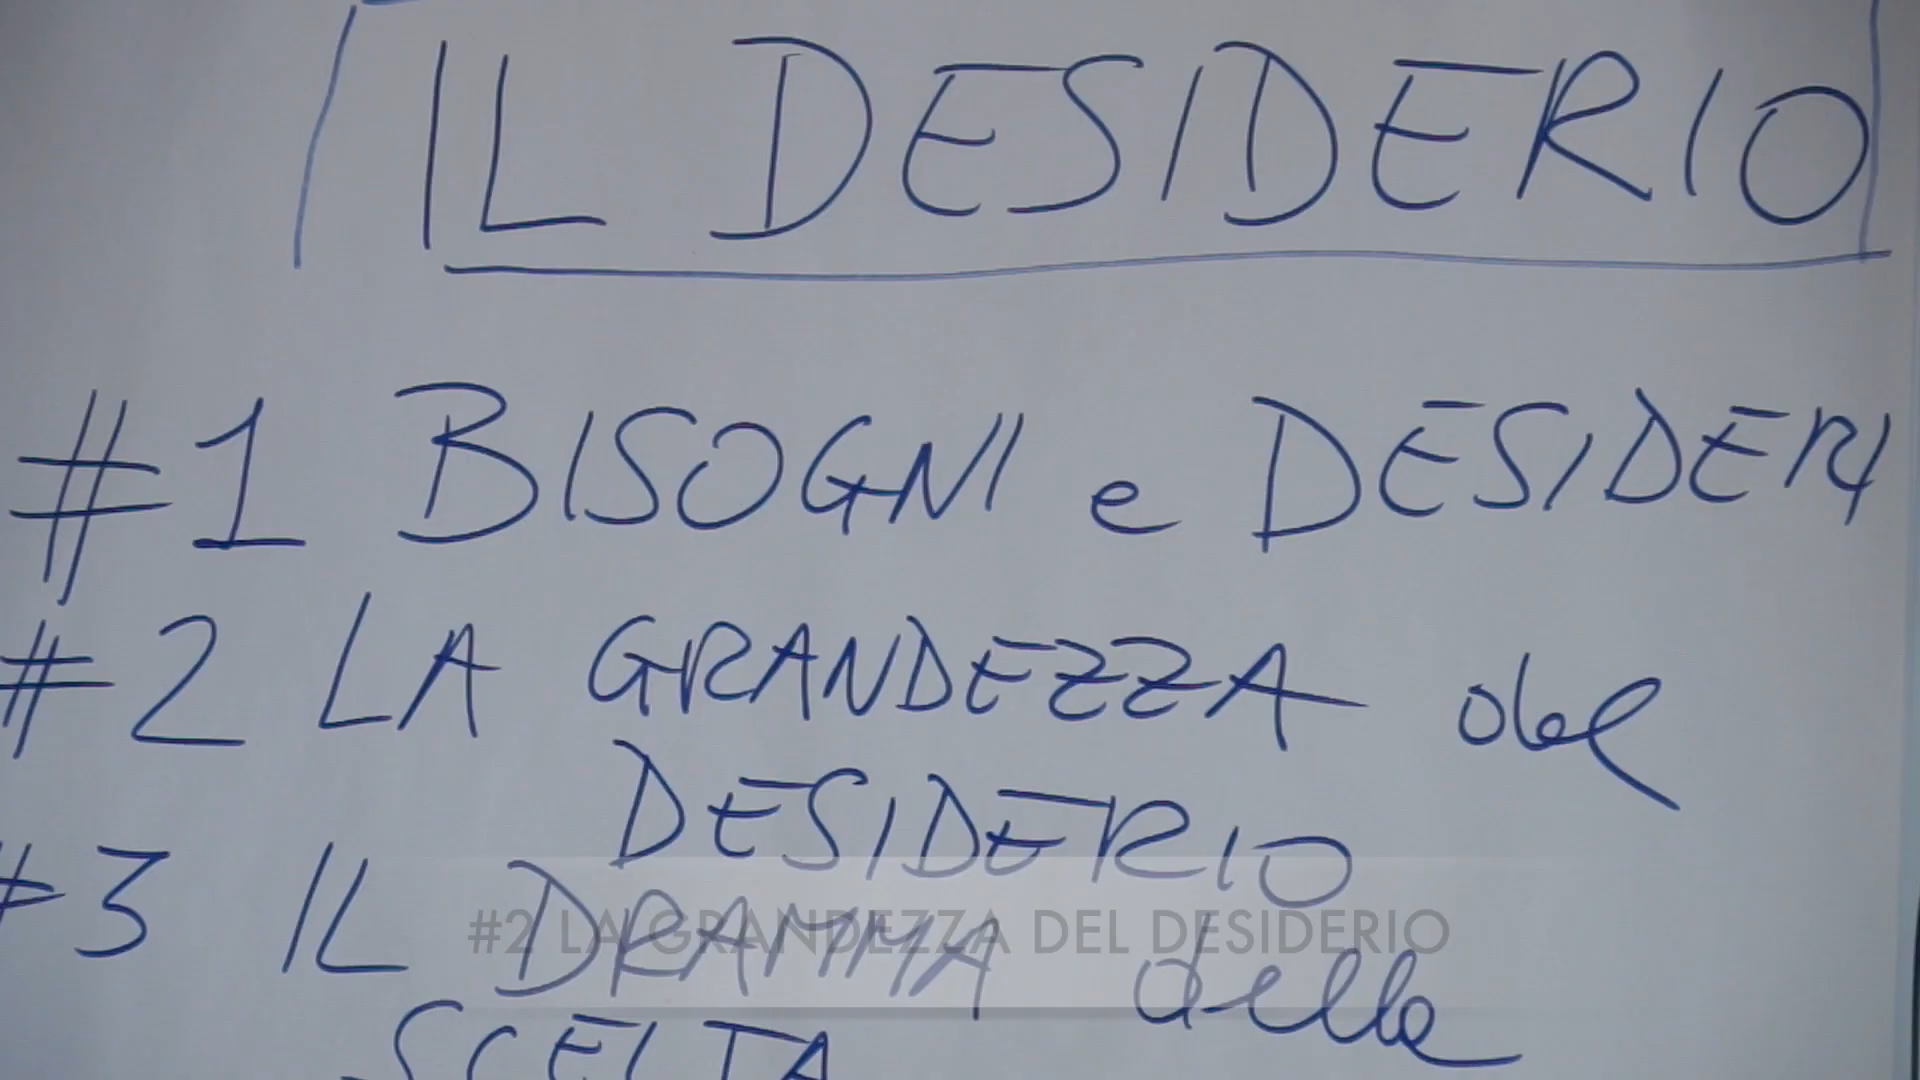 IL DESIDERIO
#1 BISOGNI e DESIDERI
#2 LA GRANDEZZA del
DESIDERIO
#3 IL DRAMMA della
#2 LA GRANDEZZA DEL DESIDERIO
SCELTA